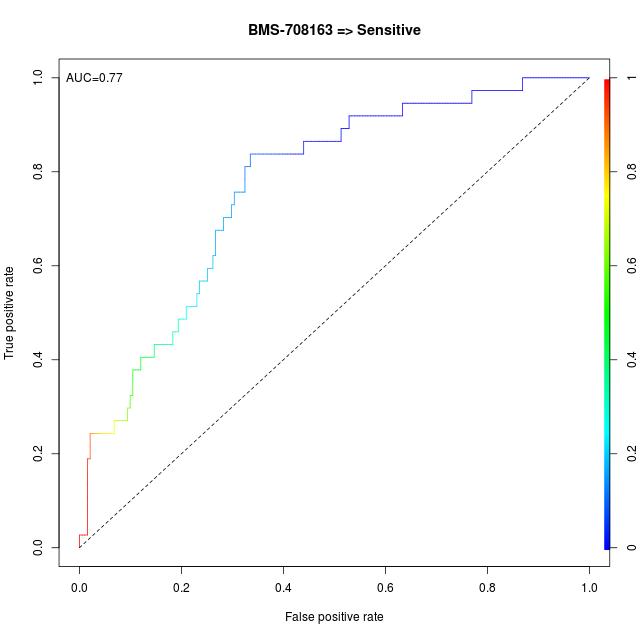 BMS-708163 => Sensitive
AUC=0.77
True positive rate
1.0
0.8
0.6
0.4
0.2
0.0
0.0 0.2 0.4 0.6 0.8 1.0
False positive rate
1
0.8
0.6
0.4
0.2
0